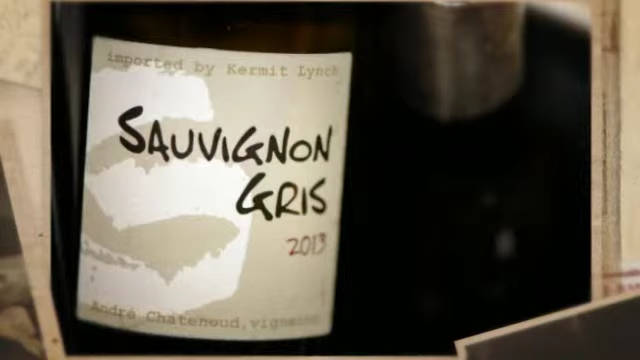 imported by Kermit Lynch
SAUVIGNON
GRIS
2013
André Chatenoud, vigneron